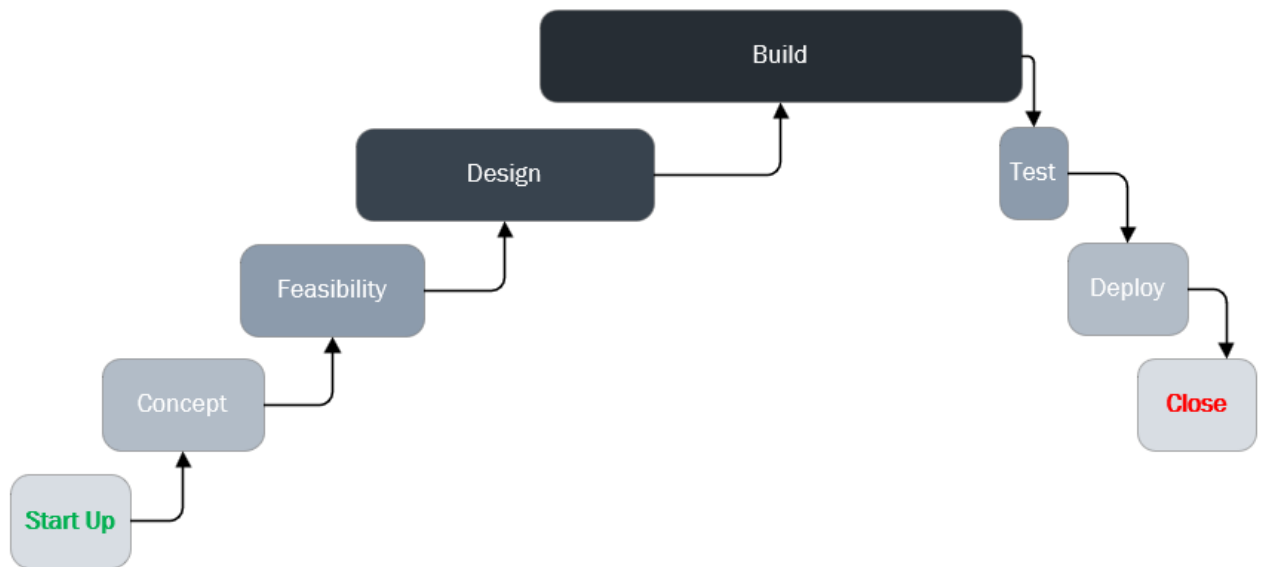 Start Up
Concept
Feasibility
Design
Build
Test
Deploy
Close